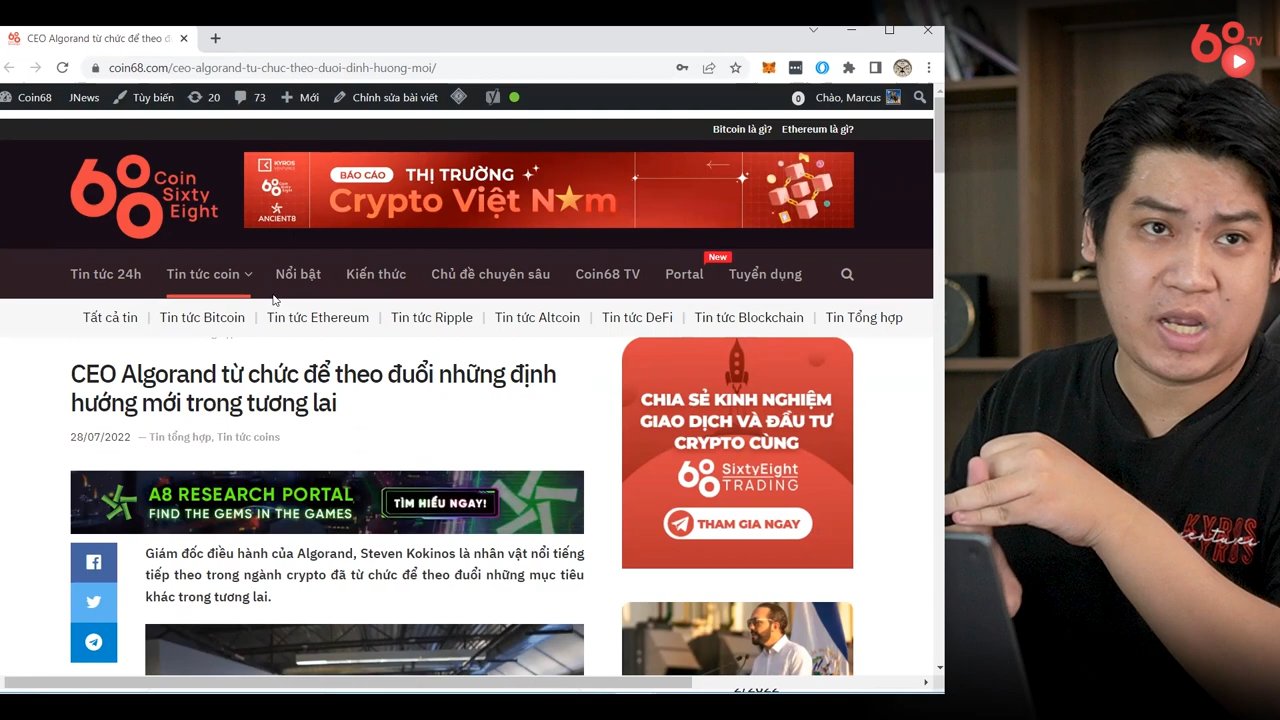 CEO Algorand từ chức để theo đ
coin68.com/ceo-algorand-tu-chuc-theo-duoi-dinh-huong-moi/
Coin68 JNews Tùy biến 20 73 Mới Chỉnh sửa bài viết 0 Chào, Marcus
Bitcoin là gì? Ethereum là gì?
68 Coin Sixty Eight
KYROS VENTURES
68
ANCIENT8
BÁO CÁO THỊ TRƯỜNG
Crypto Việt Nam
New
Tin tức 24h Tin tức coin Nổi bật Kiến thức Chủ đề chuyên sâu Coin68 TV Portal Tuyển dụng
Tất cả tin | Tin tức Bitcoin | Tin tức Ethereum | Tin tức Ripple | Tin tức Altcoin | Tin tức DeFi | Tin tức Blockchain | Tin Tổng hợp
CEO Algorand từ chức để theo đuổi những định
hướng mới trong tương lai
28/07/2022 — Tin tổng hợp, Tin tức coins
A8 RESEARCH PORTAL
FIND THE GEMS IN THE GAMES
TÌM HIỂU NGAY!
Giám đốc điều hành của Algorand, Steven Kokinos là nhân vật nổi tiếng
tiếp theo trong ngành crypto đã từ chức để theo đuổi những mục tiêu
khác trong tương lai.
CHIA SẺ KINH NGHIỆM
GIAO DỊCH VÀ ĐẦU TƯ
CRYPTO CÙNG
68 SixtyEight
TRADING
THAM GIA NGAY
68 TV
KYROS
ventures
KYROS